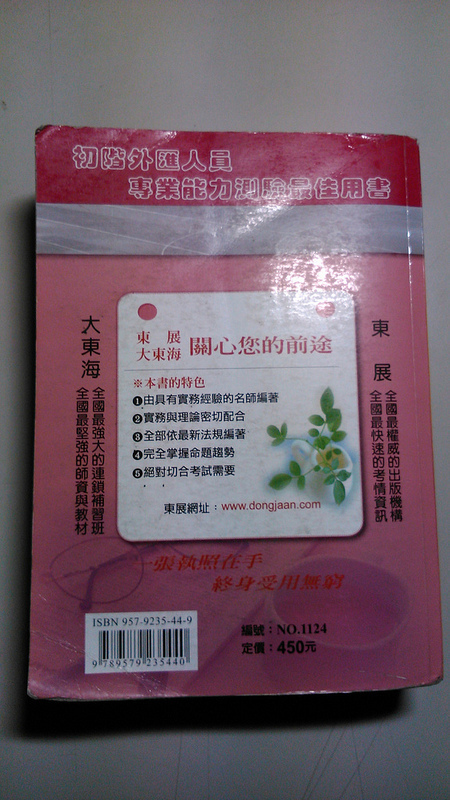 初階外匯人員
專業能力測驗最佳用書
東展
大東海
關心您的前途
※本書的特色
❶由具有實務經驗的名師編著
❷實務與理論密切配合
❸全部依最新法規編著
❹完全掌握命題趨勢
❺絕對切合考試需要
東展網址：www.dongjaan.com
東展
全國最權威的出版機構
全國最快速的考情資訊
大東海
全國最強大的連鎖補習班
全國最堅強的師資與教材
一張執照在手
終身受用無窮
ISBN 957-9235-44-9
9 789579 235440
編號：NO.1124
定價：450元